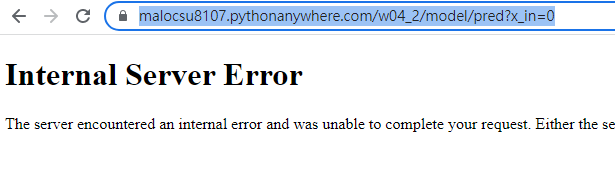 malocsu8107.pythonanywhere.com/w04_2/model/pred?x_in=0
Internal Server Error
The server encountered an internal error and was unable to complete your request. Either the se